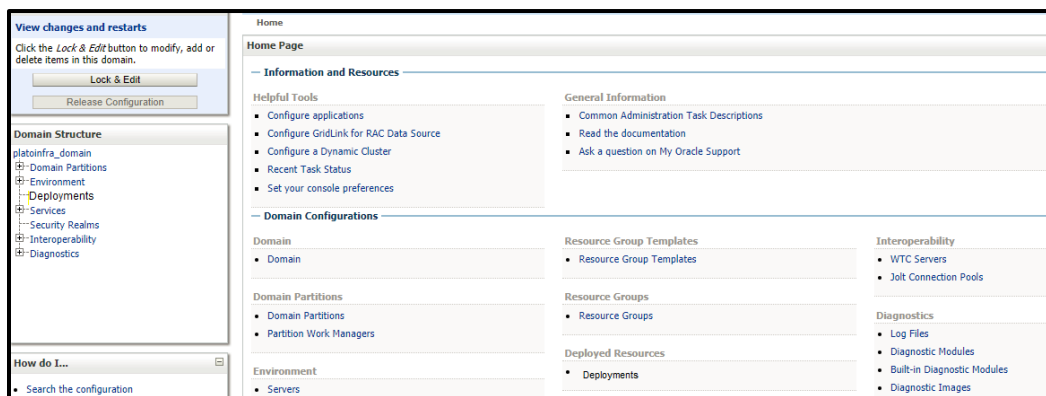 View changes and restarts
Click the Lock & Edit button to modify, add or
delete items in this domain.
Lock & Edit
Release Configuration
Domain Structure
platoinfra_domain
Domain Partitions
Environment
Deployments
Services
Security Realms
Interoperability
Diagnostics
How do I...
Search the configuration
Home
Home Page
Information and Resources
Helpful Tools
Configure applications
Configure GridLink for RAC Data Source
Configure a Dynamic Cluster
Recent Task Status
Set your console preferences
General Information
Common Administration Task Descriptions
Read the documentation
Ask a question on My Oracle Support
Domain Configurations
Domain
Domain
Domain Partitions
Domain Partitions
Partition Work Managers
Environment
Servers
Resource Group Templates
Resource Group Templates
Resource Groups
Resource Groups
Deployed Resources
Deployments
Interoperability
WTC Servers
Jolt Connection Pools
Diagnostics
Log Files
Diagnostic Modules
Built-in Diagnostic Modules
Diagnostic Images